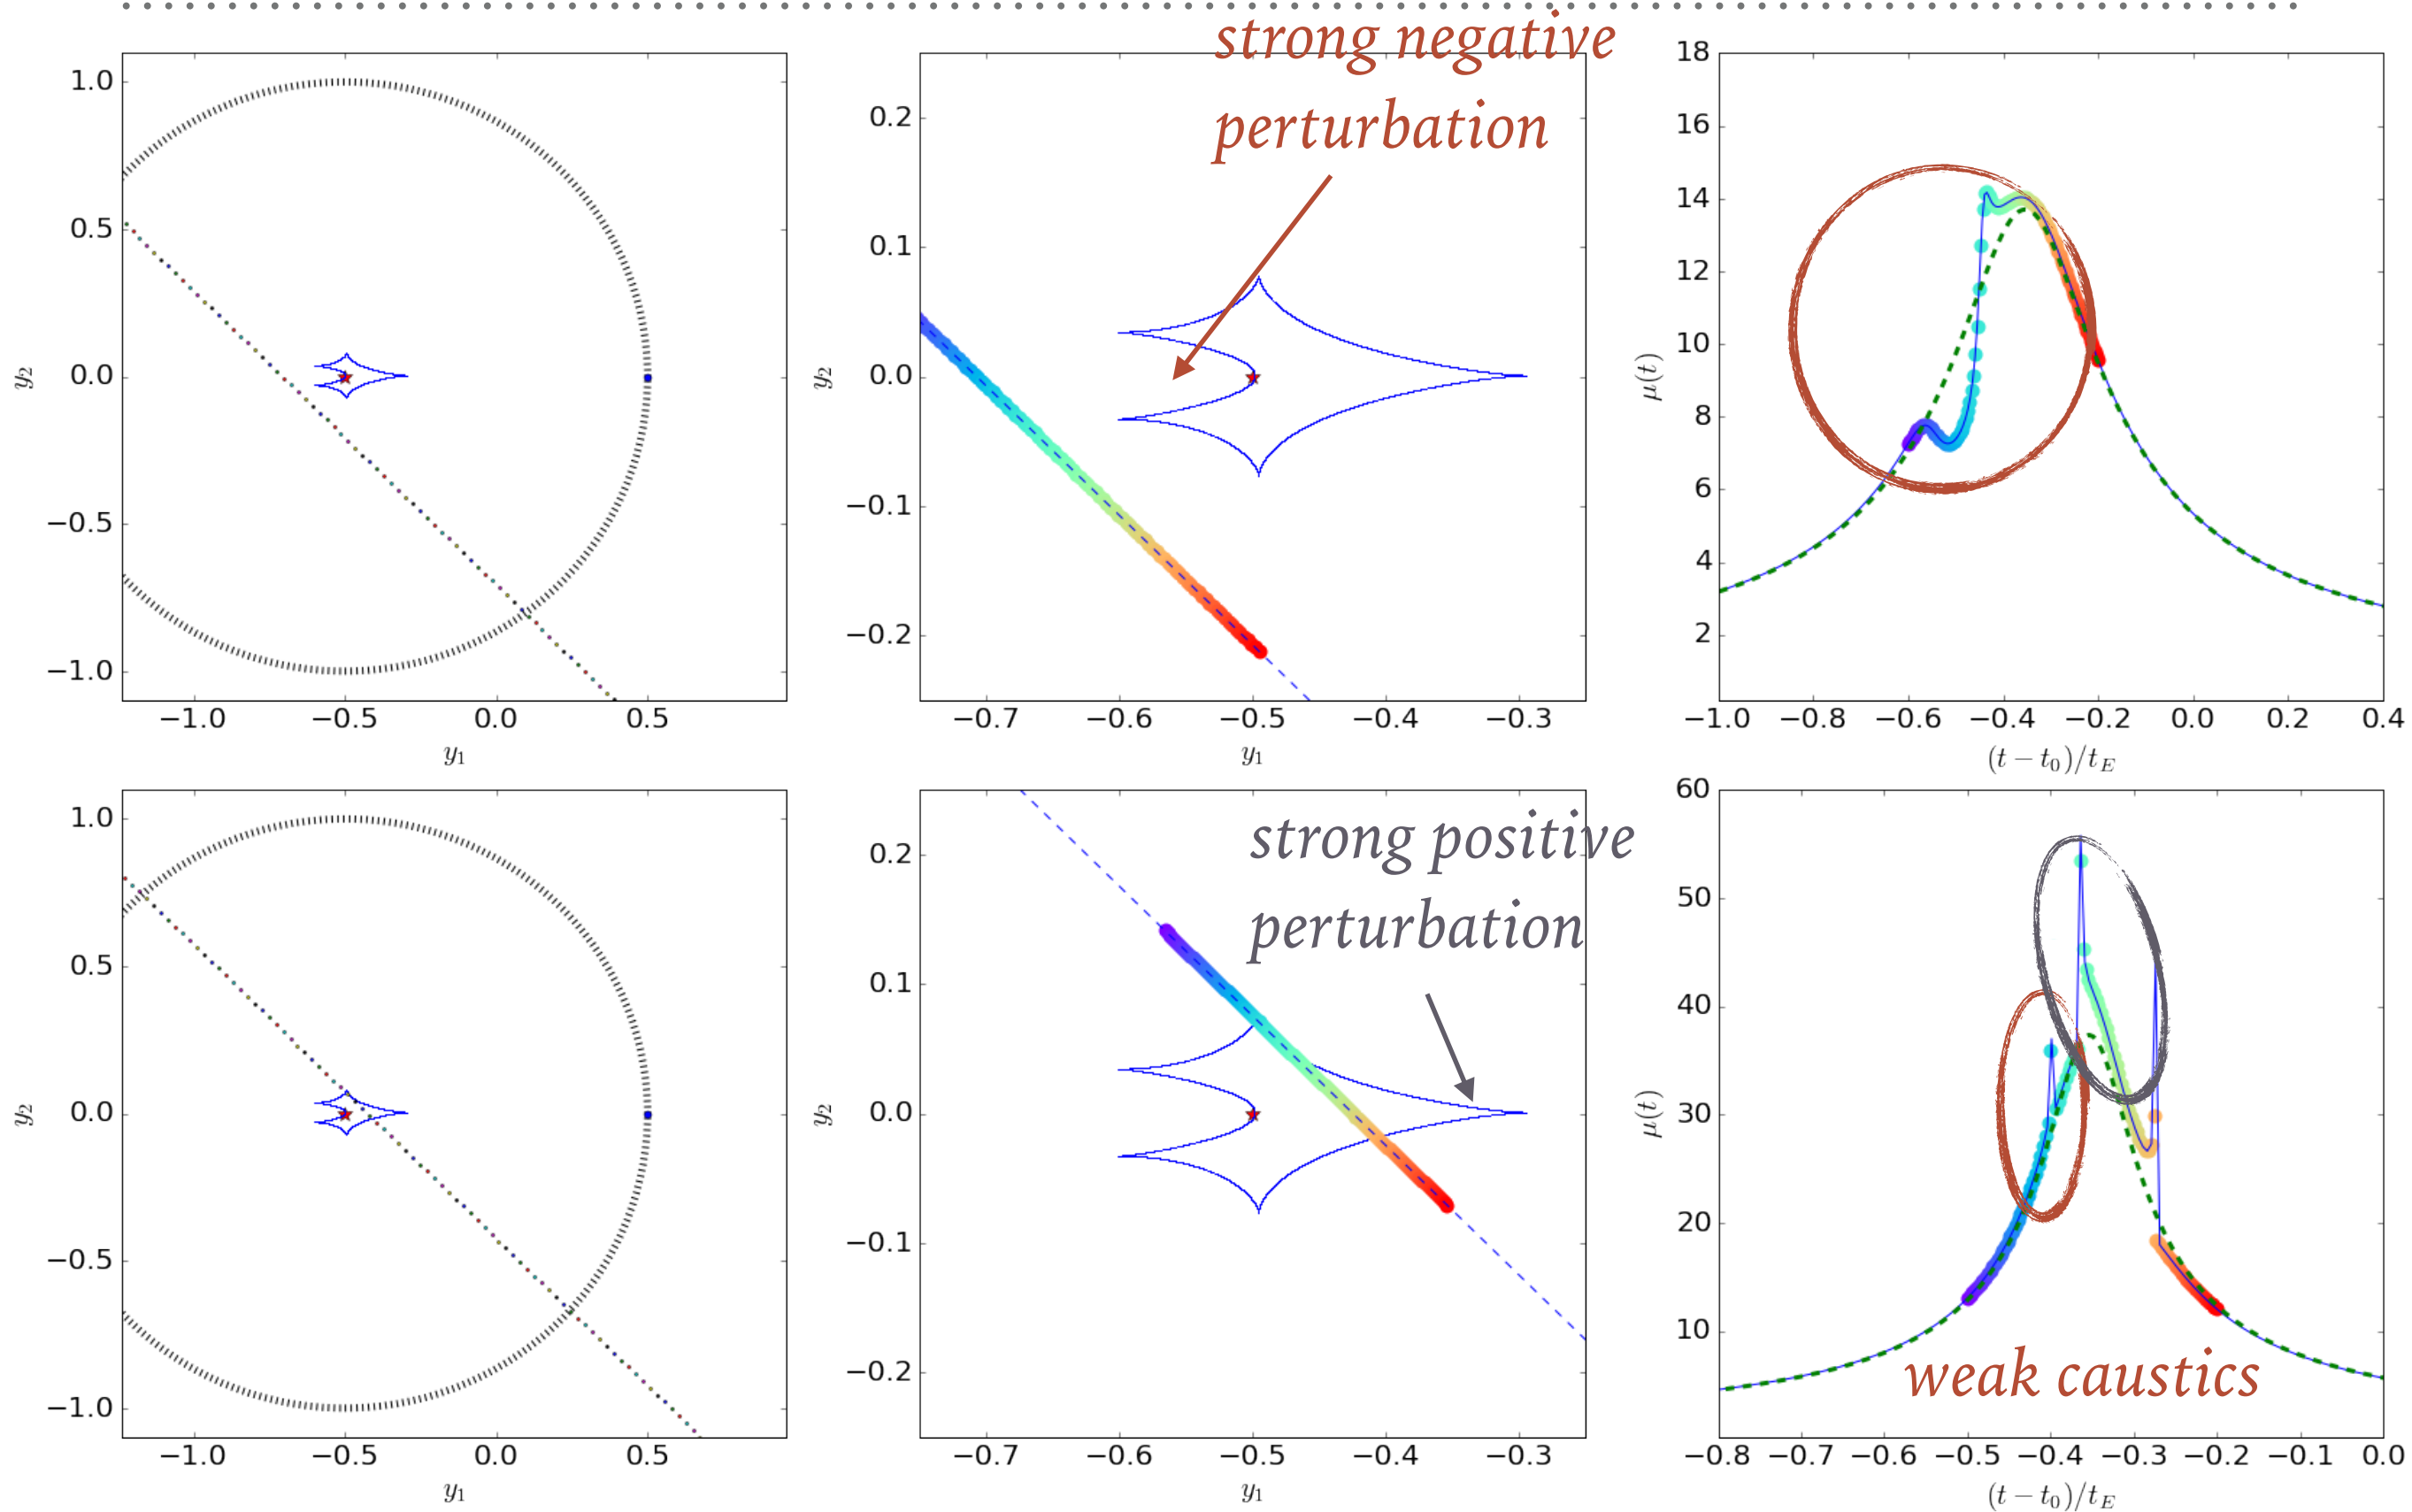 strong negative
perturbation
1.0
0.5
0.0
−0.5
−1.0
y2
−1.0 −0.5 0.0 0.5
y1
0.2
0.1
0.0
−0.1
−0.2
y2
−0.7 −0.6 −0.5 −0.4 −0.3
y1
18
16
14
12
10
8
6
4
2
μ(t)
−1.0 −0.8 −0.6 −0.4 −0.2 0.0 0.2 0.4
(t − t0)/tE
1.0
0.5
0.0
−0.5
−1.0
y2
−1.0 −0.5 0.0 0.5
y1
strong positive
perturbation
0.2
0.1
0.0
−0.1
−0.2
y2
−0.7 −0.6 −0.5 −0.4 −0.3
y1
60
50
40
30
20
10
μ(t)
weak caustics
−0.8 −0.7 −0.6 −0.5 −0.4 −0.3 −0.2 −0.1 0.0
(t − t0)/tE